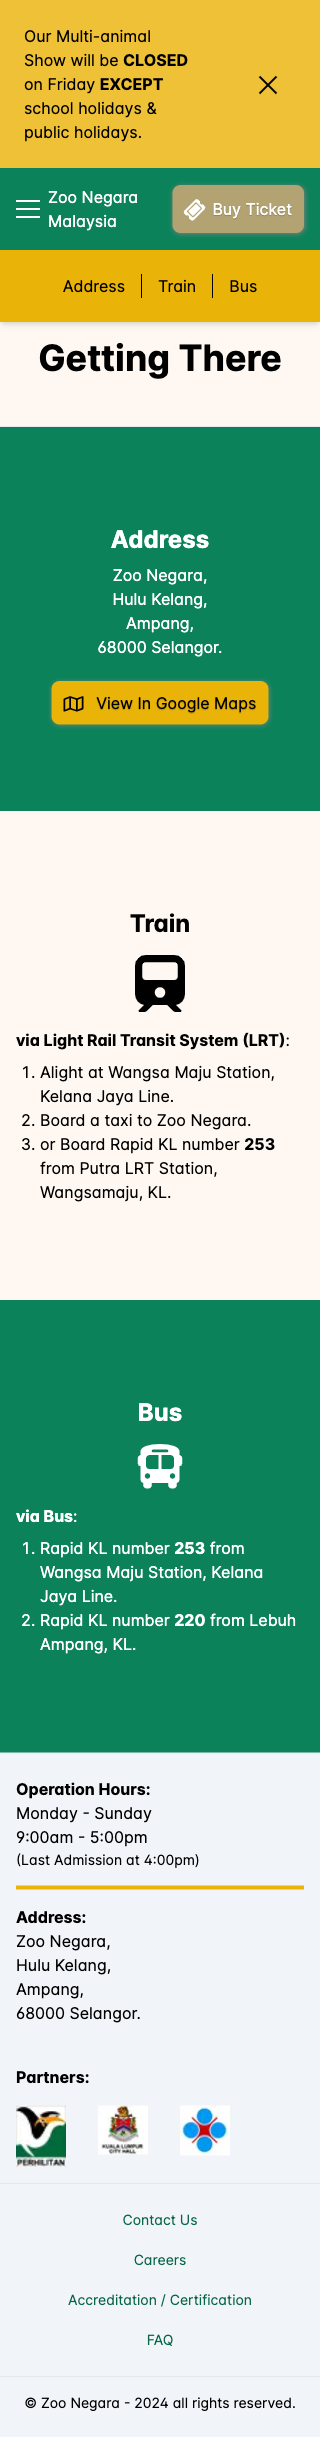 Our Multi-animal
Show will be CLOSED
on Friday EXCEPT
school holidays &
public holidays.
Zoo Negara
Malaysia
Buy Ticket
Address
Train
Bus
Getting There
Address
Zoo Negara,
Hulu Kelang,
Ampang,
68000 Selangor.
View In Google Maps
Train
via Light Rail Transit System (LRT):
1. Alight at Wangsa Maju Station,
Kelana Jaya Line.
2. Board a taxi to Zoo Negara.
3. or Board Rapid KL number 253
from Putra LRT Station,
Wangsamaju, KL.
Bus
via Bus:
1. Rapid KL number 253 from
Wangsa Maju Station, Kelana
Jaya Line.
2. Rapid KL number 220 from Lebuh
Ampang, KL.
Operation Hours:
Monday - Sunday
9:00am - 5:00pm
(Last Admission at 4:00pm)
Address:
Zoo Negara,
Hulu Kelang,
Ampang,
68000 Selangor.
Partners:
PERHILITAN
KUALA LUMPUR
CITY HALL
Contact Us
Careers
Accreditation / Certification
FAQ
© Zoo Negara - 2024 all rights reserved.